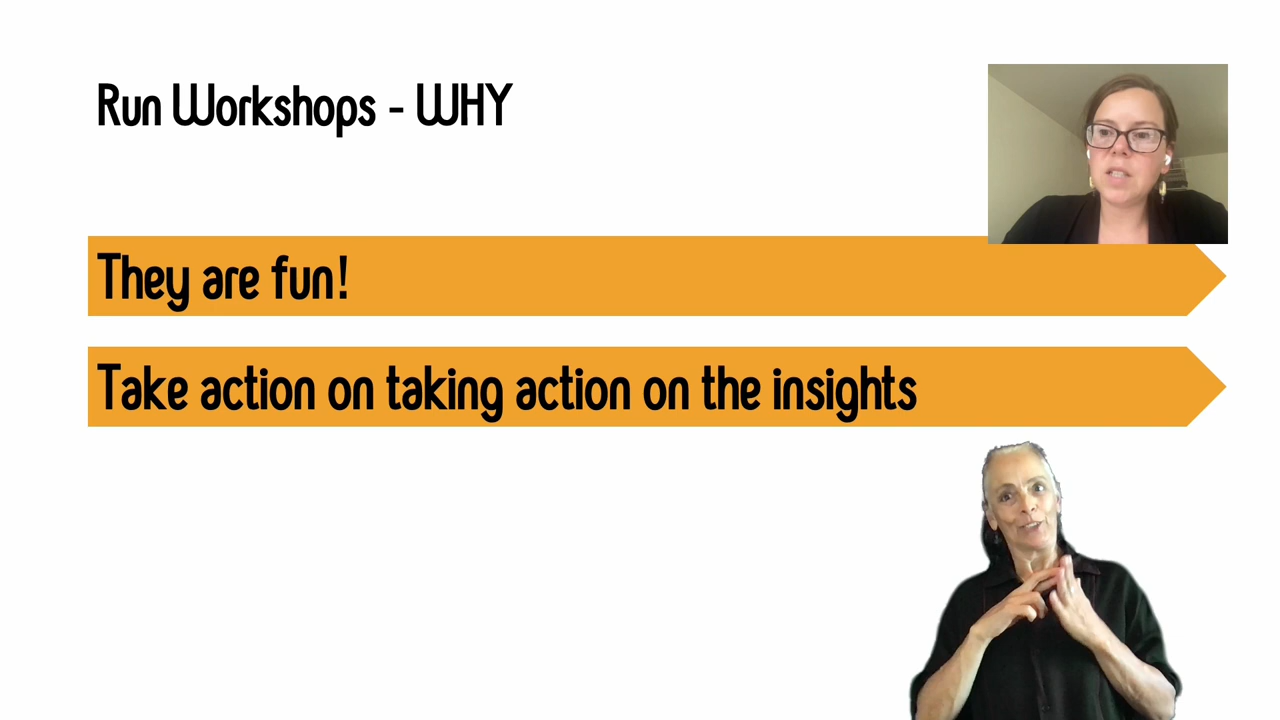 Run Workshops - WHY
They are fun!
Take action on taking action on the insights